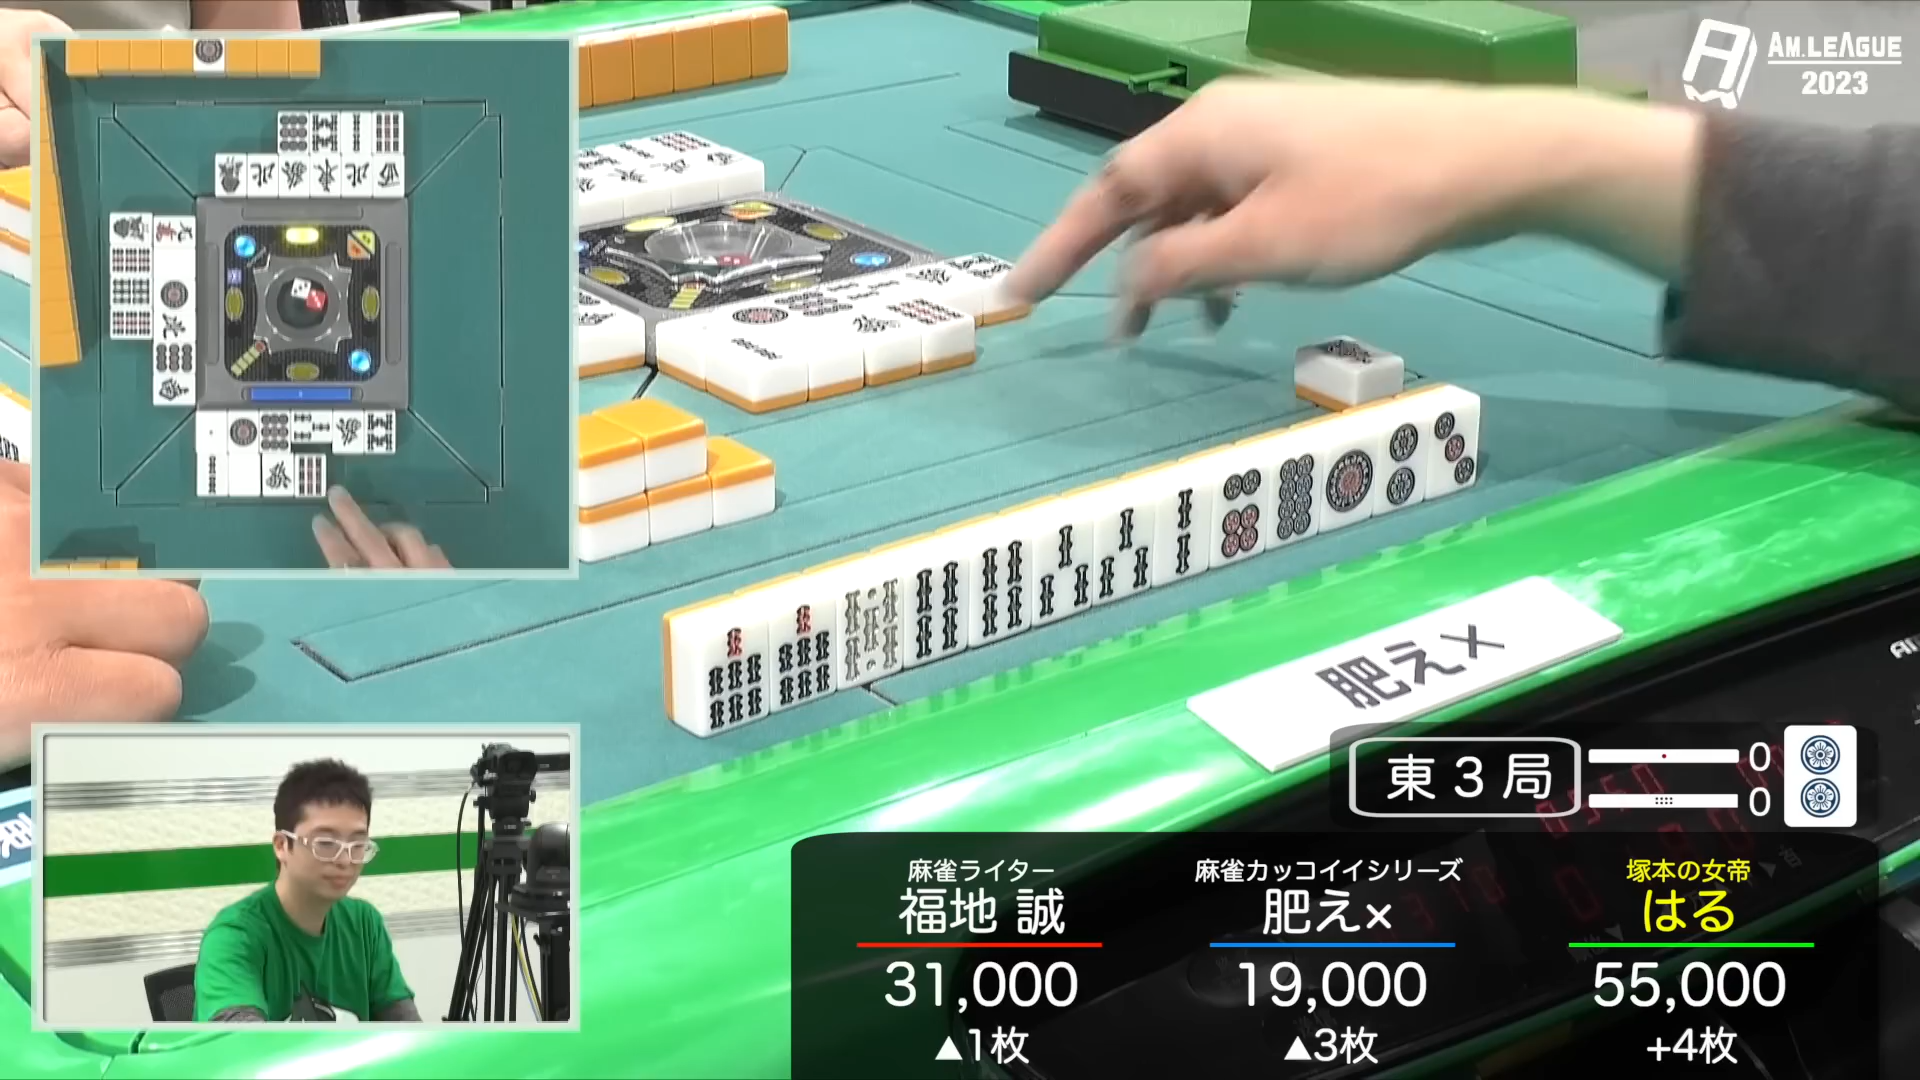 AM.LEAGUE
2023
肥え×
東3局
0
0
麻雀ライター
福地 誠
31,000
▲1枚
麻雀カッコイイシリーズ
肥え×
19,000
▲3枚
塚本の女帝
はる
55,000
+4枚